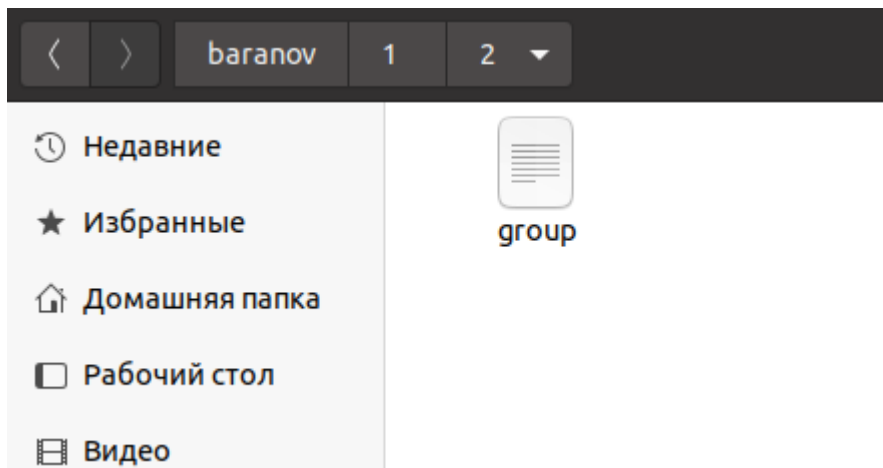 baranov 1 2
Недавние
group
Избранные
Домашняя папка
Рабочий стол
Видео